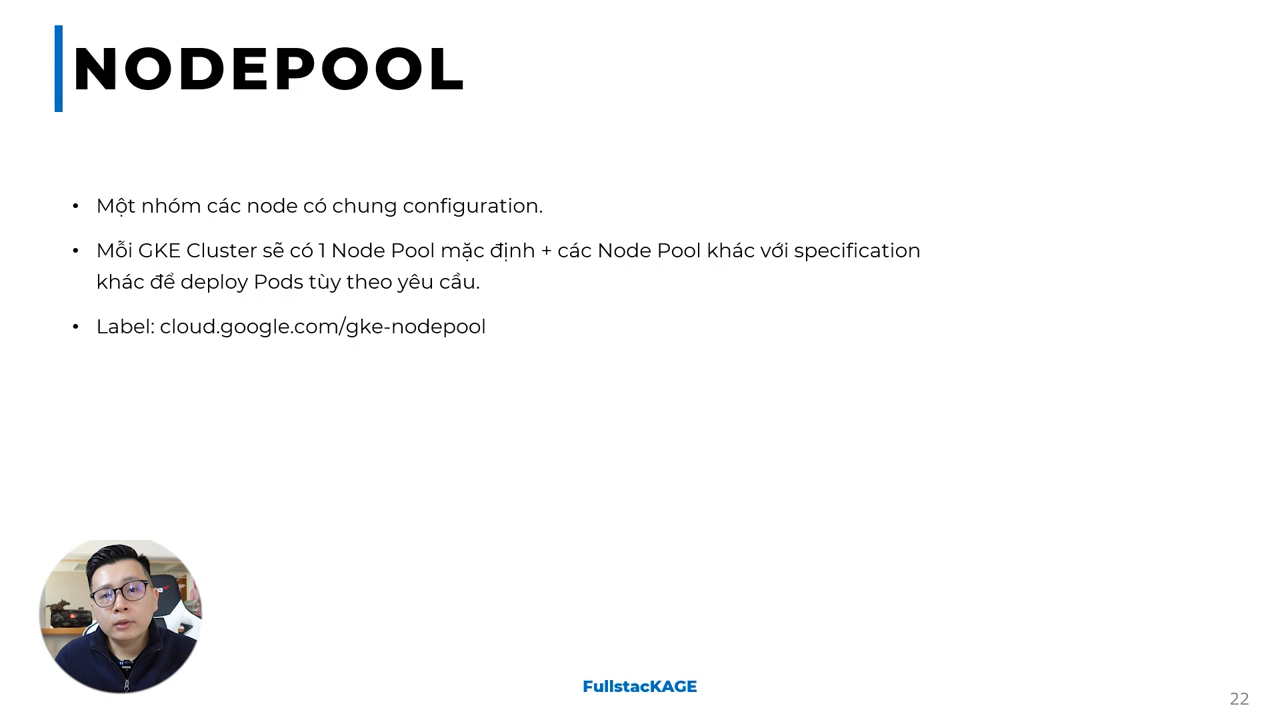 NODEPOOL
• Một nhóm các node có chung configuration.
• Mỗi GKE Cluster sẽ có 1 Node Pool mặc định + các Node Pool khác với specification
khác để deploy Pods tùy theo yêu cầu.
• Label: cloud.google.com/gke-nodepool
FullstacKAGE
22